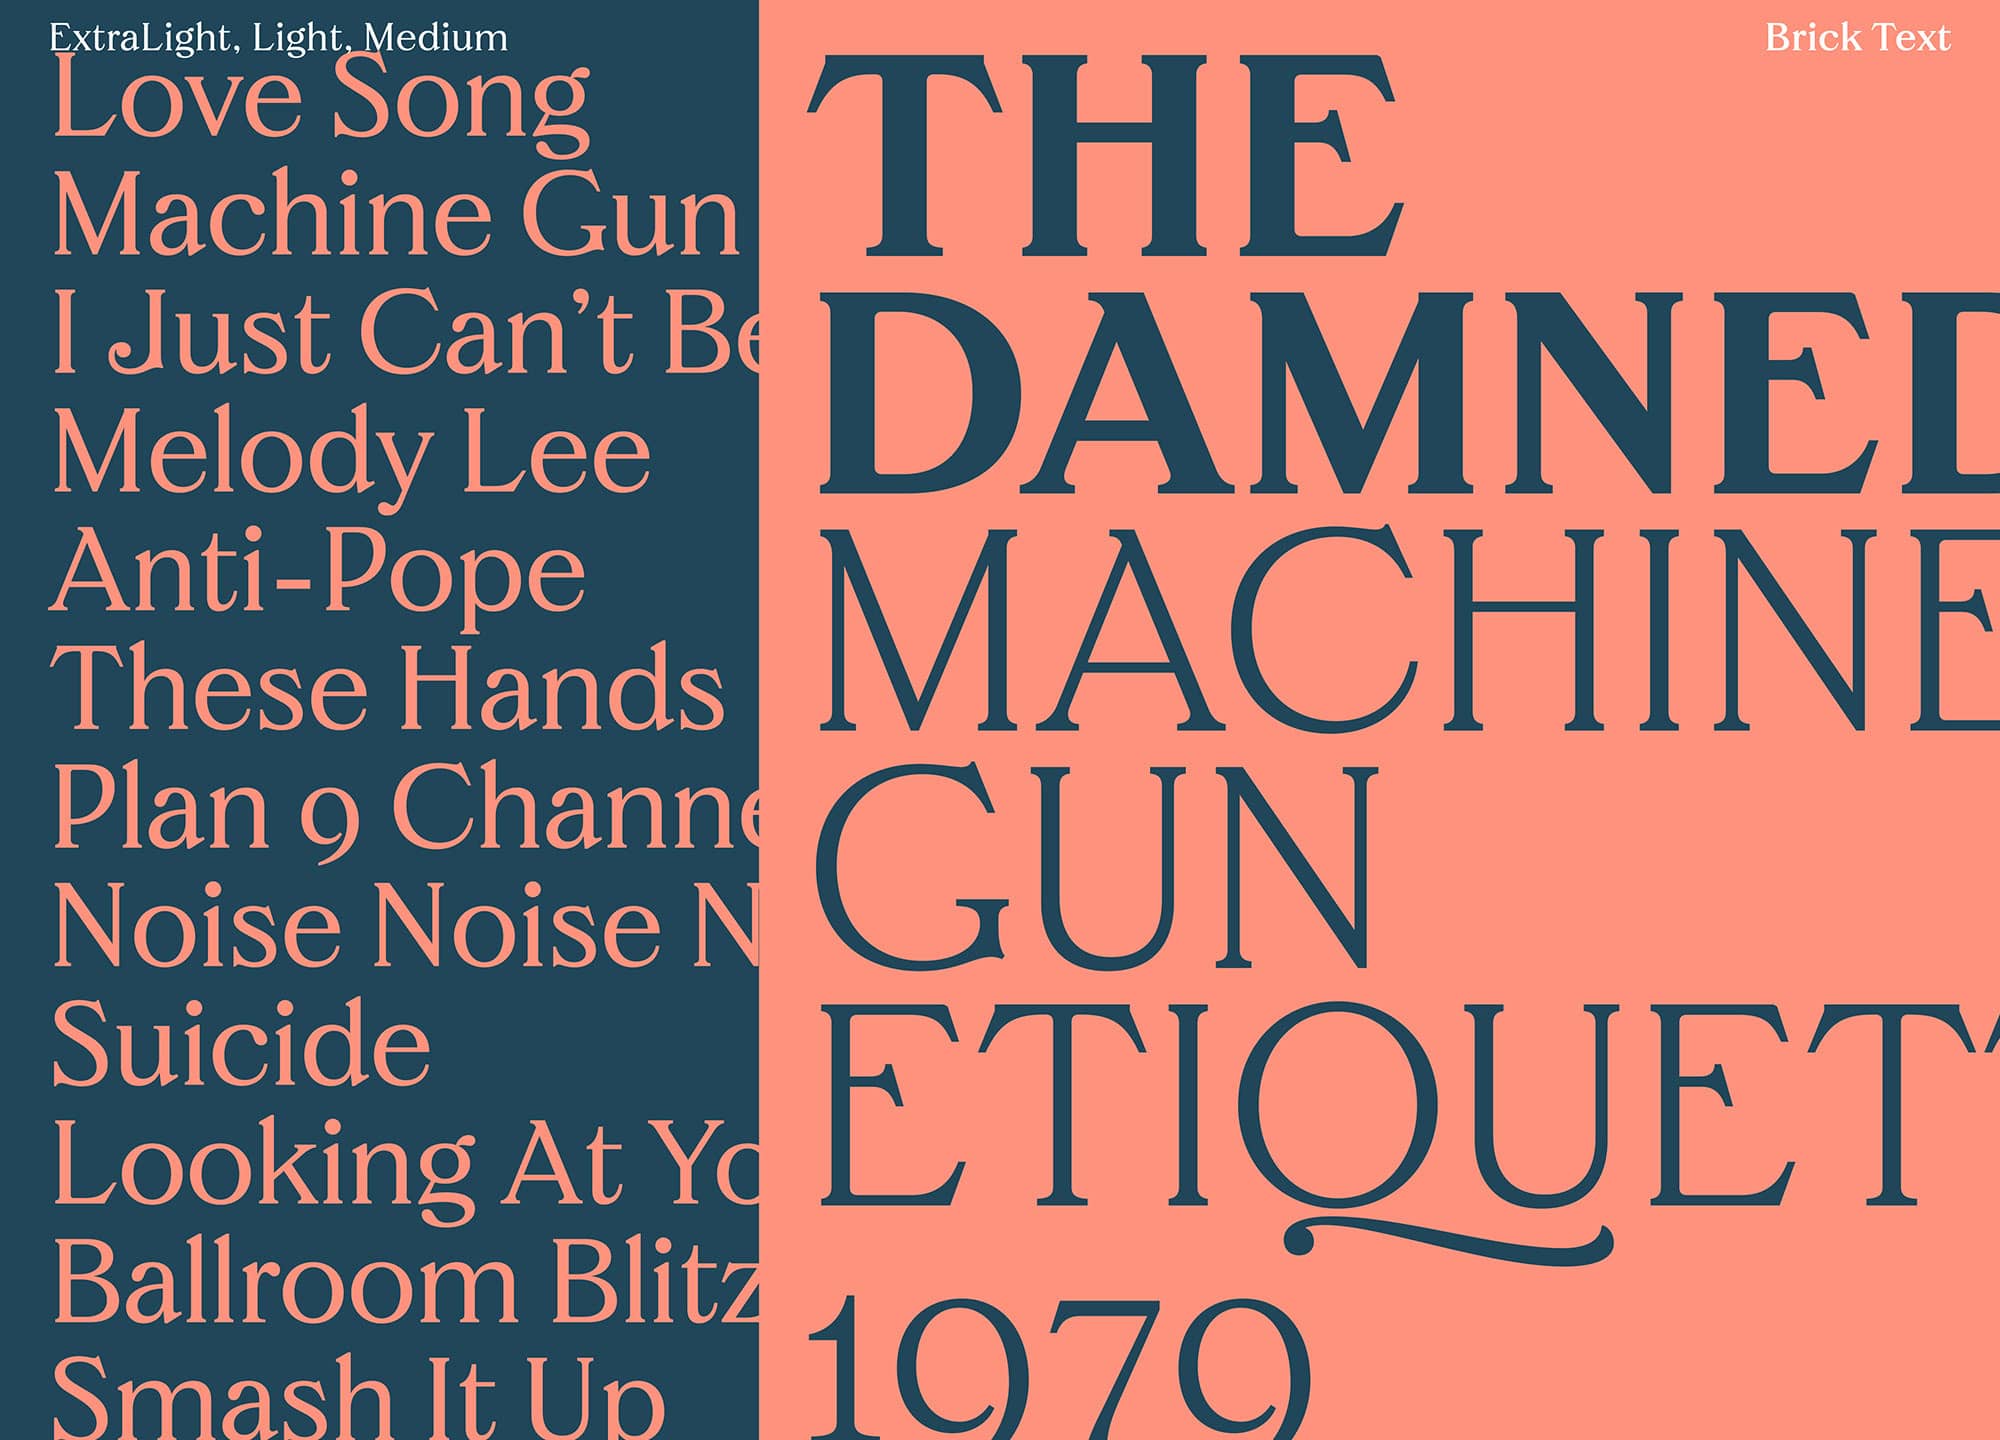 ExtraLight, Light, Medium
Love Song
Machine Gun
I Just Can’t Be
Melody Lee
Anti-Pope
These Hands
Plan 9 Channe
Noise Noise N
Suicide
Looking At Yo
Ballroom Blitz
Smash It Up
Brick Text
THE
DAMNED
MACHINE
GUN
ETIQUETT
1979